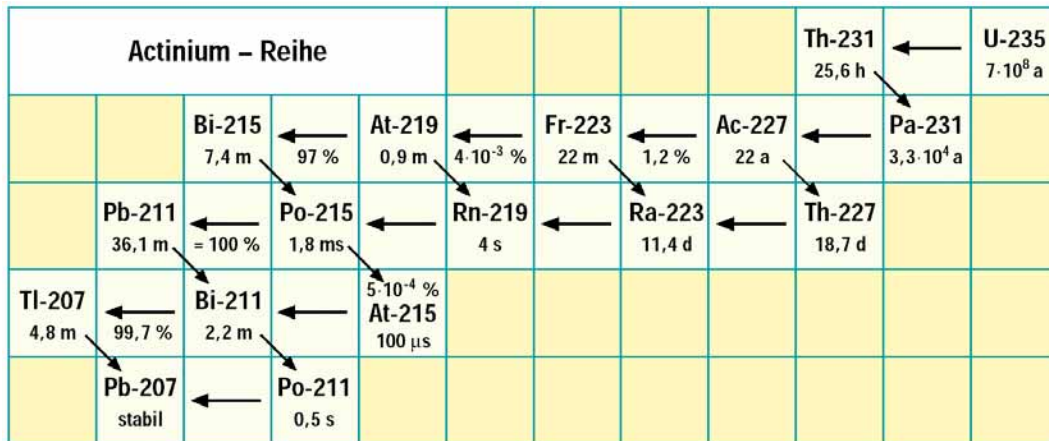 Actinium – Reihe
Th-231 U-235
25,6 h 7·10⁸ a
Bi-215 At-219 Fr-223 Ac-227 Pa-231
7,4 m 97 % 0,9 m 4·10⁻³ % 22 m 1,2 % 22 a 3,3·10⁴ a
Pb-211 Po-215 Rn-219 Ra-223 Th-227
36,1 m = 100 % 1,8 ms 4 s 11,4 d 18,7 d
5·10⁻⁴ %
Tl-207 Bi-211 At-215
4,8 m 99,7 % 2,2 m 100 µs
Pb-207 Po-211
stabil 0,5 s